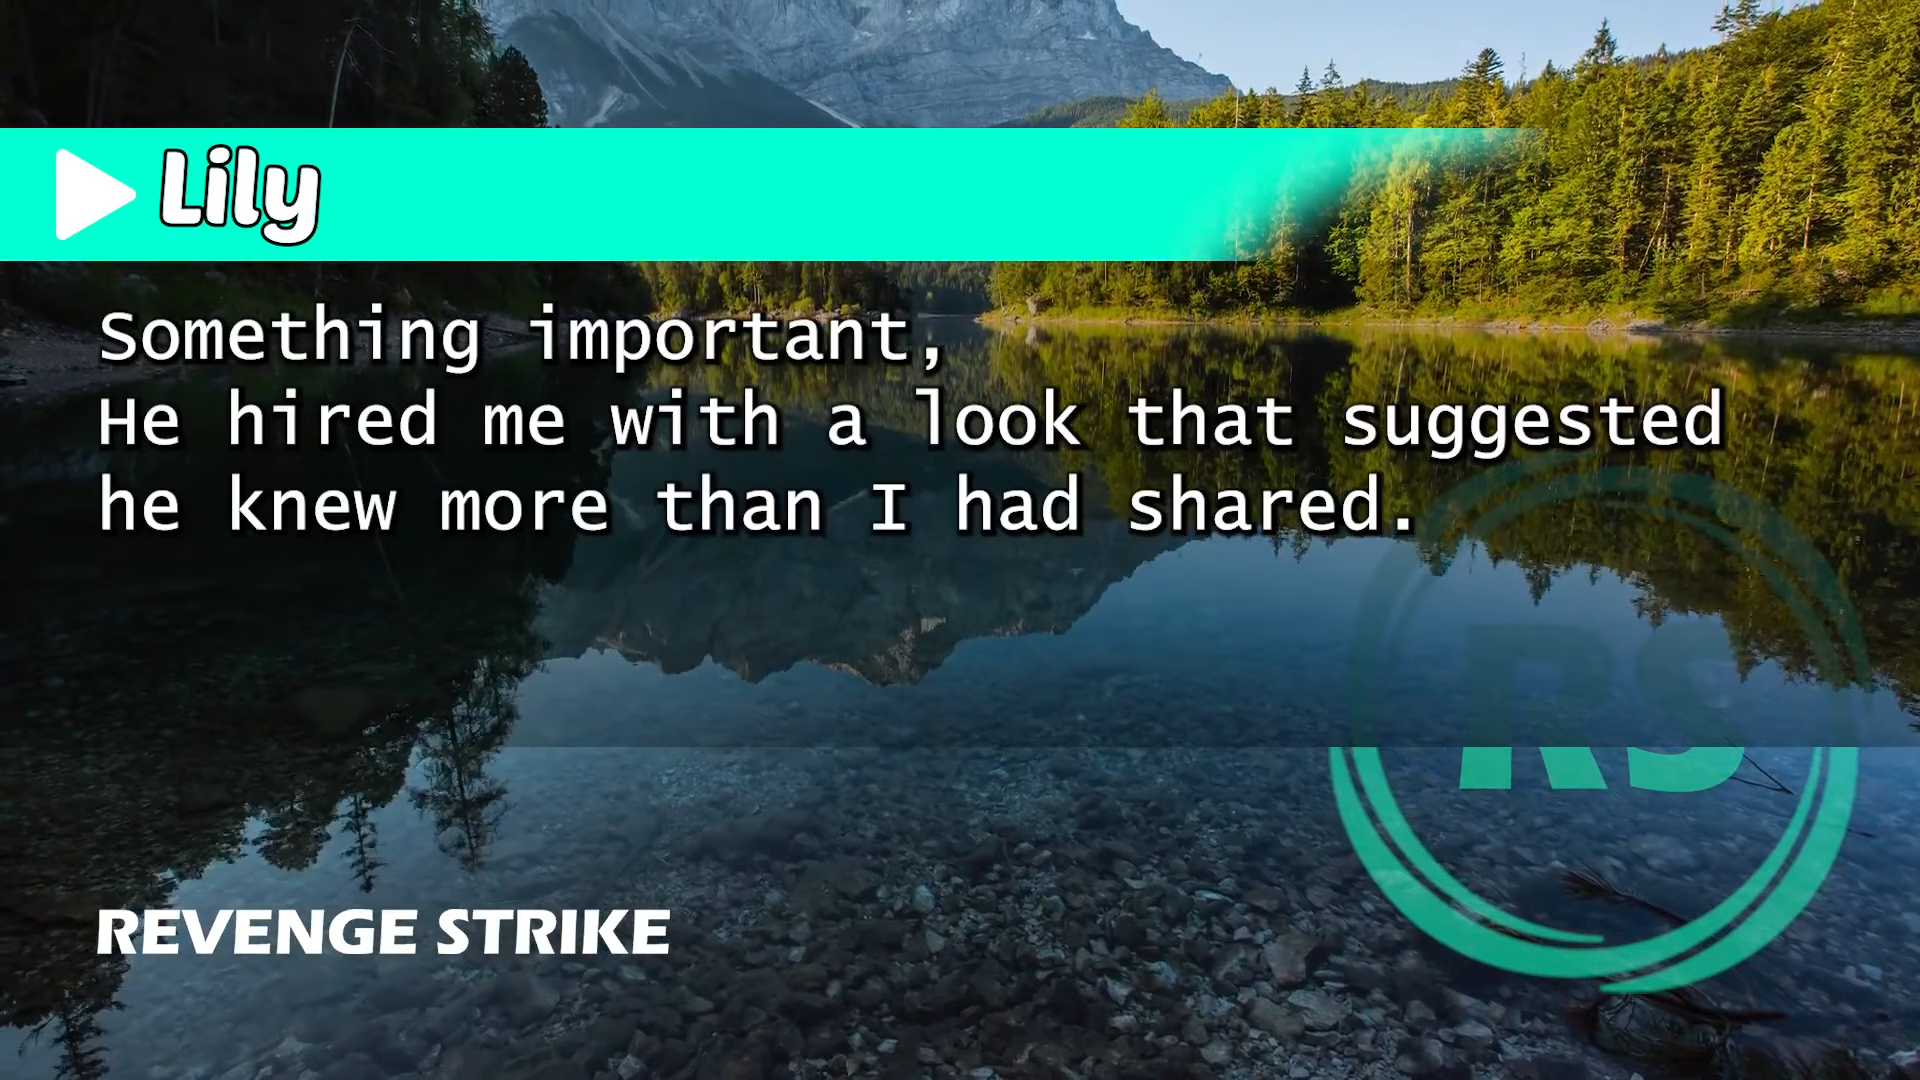 Lily
Something important,
He hired me with a look that suggested
he knew more than I had shared.
RS
REVENGE STRIKE